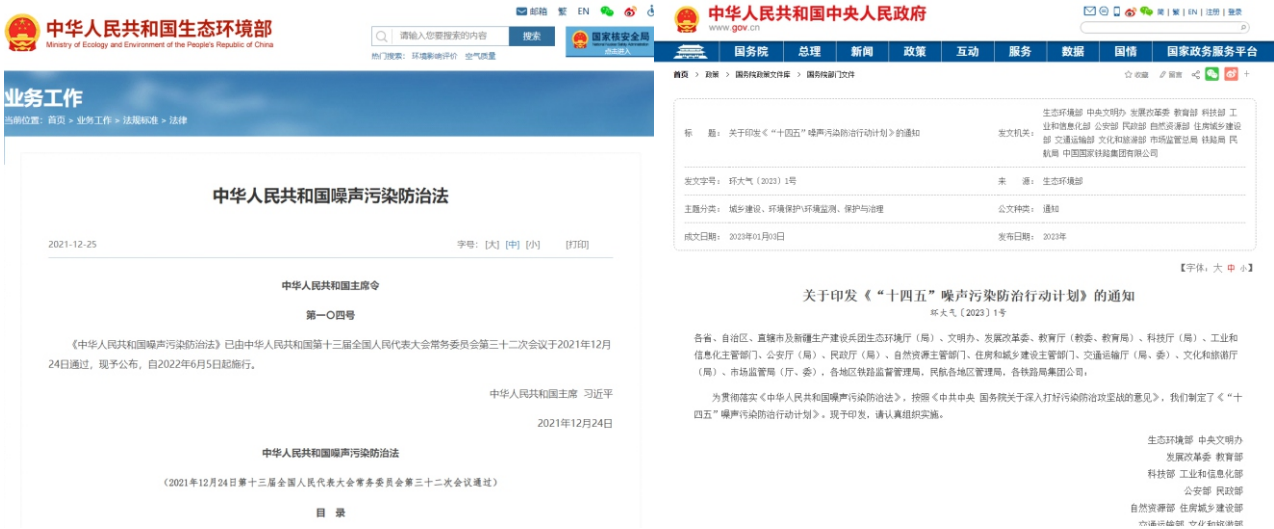 中华人民共和国生态环境部
Ministry of Ecology and Environment of the People's Republic of China
邮箱 繁 EN
请输入您要搜索的内容 搜索
热门搜索：环境影响评价 空气质量
国家核安全局
点击进入
业务工作
当前位置：首页 > 业务工作 > 法规标准 > 法律
中华人民共和国噪声污染防治法
2021-12-25 字号：[大] [中] [小] [打印]
中华人民共和国主席令
第一〇四号
《中华人民共和国噪声污染防治法》已由中华人民共和国第十三届全国人民代表大会常务委员会第三十二次会议于2021年12月
24日通过，现予公布，自2022年6月5日起施行。
中华人民共和国主席 习近平
2021年12月24日
中华人民共和国噪声污染防治法
（2021年12月24日第十三届全国人民代表大会常务委员会第三十二次会议通过）
目 录
中华人民共和国中央人民政府
www.gov.cn
简 | 繁 | EN | 注册 | 登录
国务院 总理 新闻 政策 互动 服务 数据 国情 国家政务服务平台
首页 > 政策 > 国务院政策文件库 > 国务院部门文件
收藏 留言
标 题： 关于印发《“十四五”噪声污染防治行动计划》的通知
发文机关： 生态环境部 中央文明办 发展改革委 教育部 科技部 工
业和信息化部 公安部 民政部 自然资源部 住房城乡建设
部 交通运输部 文化和旅游部 市场监管总局 铁路局 民
航局 中国国家铁路集团有限公司
发文字号： 环大气〔2023〕1号 来 源： 生态环境部
主题分类： 城乡建设、环境保护\环境监测、保护与治理 公文种类： 通知
成文日期： 2023年01月03日 发布日期： 2023年
【字体：大 中 小】
关于印发《“十四五”噪声污染防治行动计划》的通知
环大气〔2023〕1号
各省、自治区、直辖市及新疆生产建设兵团生态环境厅（局）、文明办、发展改革委、教育厅（教委、教育局）、科技厅（局）、工业和
信息化主管部门、公安厅（局）、民政厅（局）、自然资源主管部门、住房和城乡建设主管部门、交通运输厅（局、委）、文化和旅游厅
（局）、市场监管局（厅、委），各地区铁路监督管理局，民航各地区管理局，各铁路局集团公司：
为贯彻落实《中华人民共和国噪声污染防治法》，按照《中共中央 国务院关于深入打好污染防治攻坚战的意见》，我们制定了《“十
四五”噪声污染防治行动计划》。现予印发，请认真组织实施。
生态环境部 中央文明办
发展改革委 教育部
科技部 工业和信息化部
公安部 民政部
自然资源部 住房城乡建设部
交通运输部 文化和旅游部